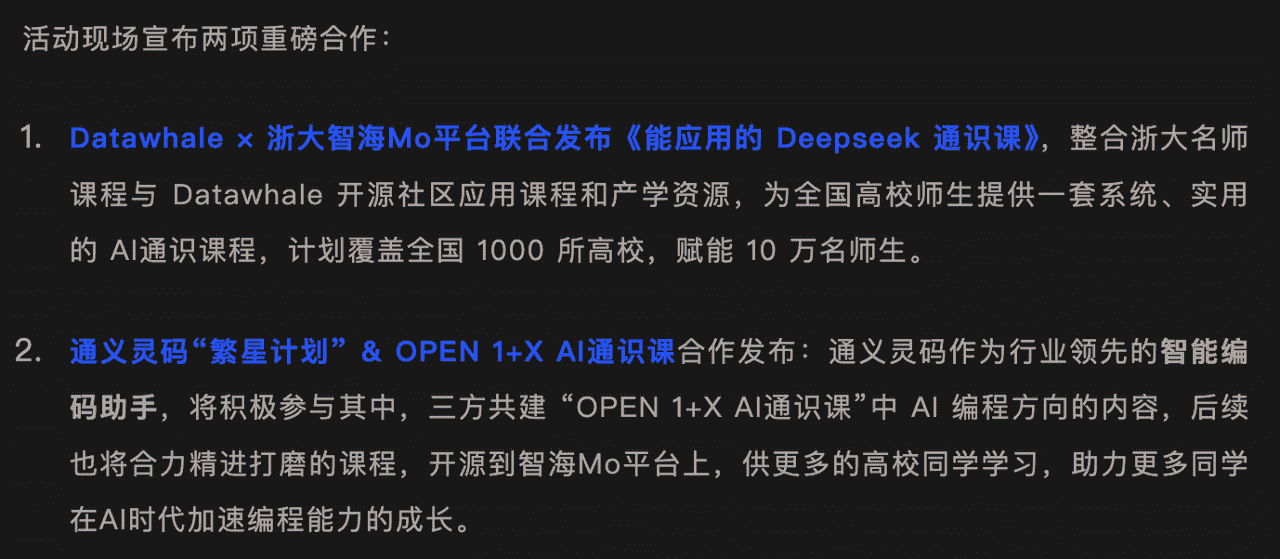 活动现场宣布两项重磅合作：
1. Datawhale × 浙大智海Mo平台联合发布《能应用的 Deepseek 通识课》，整合浙大名师
课程与 Datawhale 开源社区应用课程和产学资源，为全国高校师生提供一套系统、实用
的 AI通识课程，计划覆盖全国 1000 所高校，赋能 10 万名师生。
2. 通义灵码“繁星计划” & OPEN 1+X AI通识课合作发布：通义灵码作为行业领先的智能编
码助手，将积极参与其中，三方共建 “OPEN 1+X AI通识课”中 AI 编程方向的内容，后续
也将合力精进打磨的课程，开源到智海Mo平台上，供更多的高校同学学习，助力更多同学
在AI时代加速编程能力的成长。